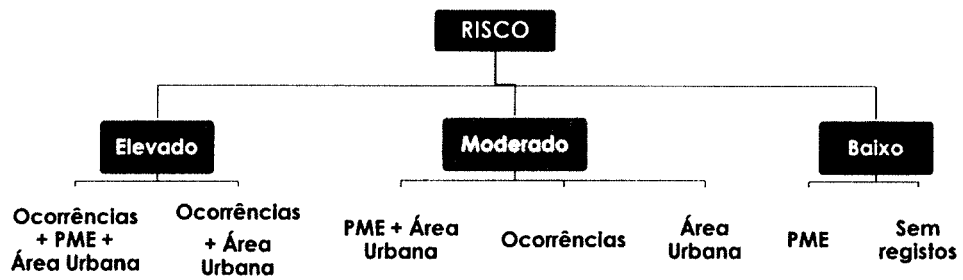 RISCO
Elevado
Moderado
Baixo
Ocorrências
+ PME +
Área Urbana
Ocorrências
+ Área
Urbana
PME + Área
Urbana
Ocorrências
Área
Urbana
PME
Sem
registos